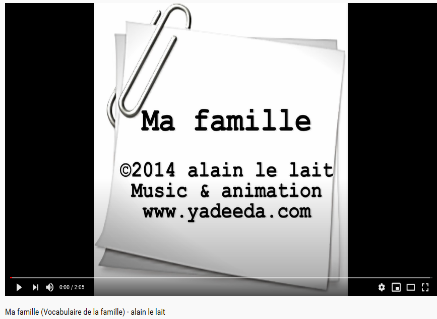 Ma famille
©2014 alain le lait
Music & animation
www.yadeeda.com
0:00 / 2:05
Ma famille (Vocabulaire de la famille) - alain le lait